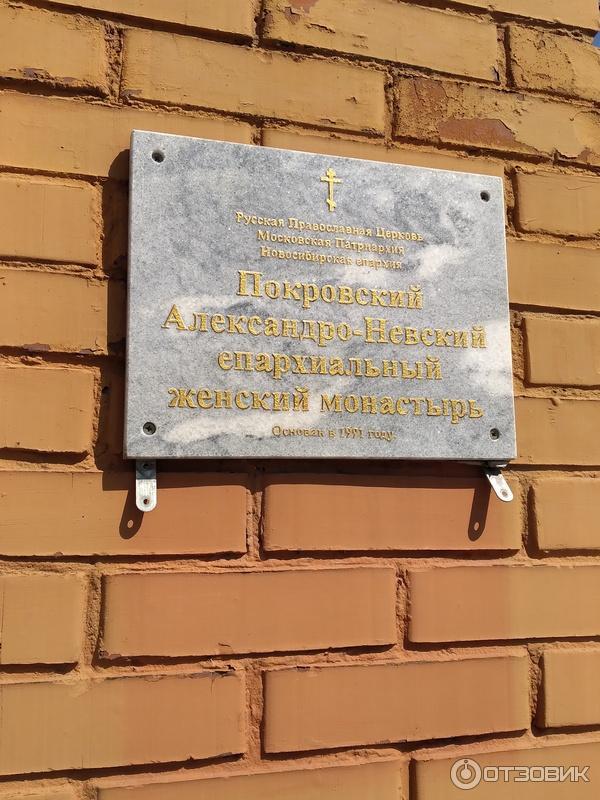 Русская Православная Церковь
Московская Патриархия
Новосибирская епархия
Покровский
Александро-Невский
епархиальный
женский монастырь
Основан в 1991 году.
ОТЗОВИК